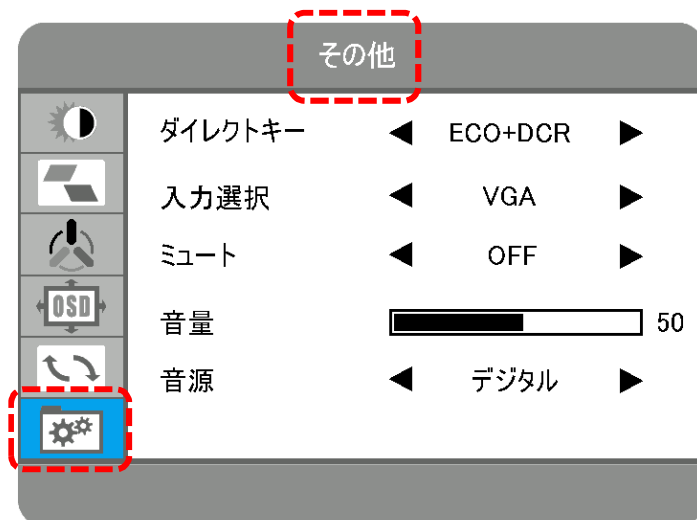 その他
ダイレクトキー ECO+DCR
入力選択 VGA
ミュート OFF
OSD
音量 50
音源 デジタル